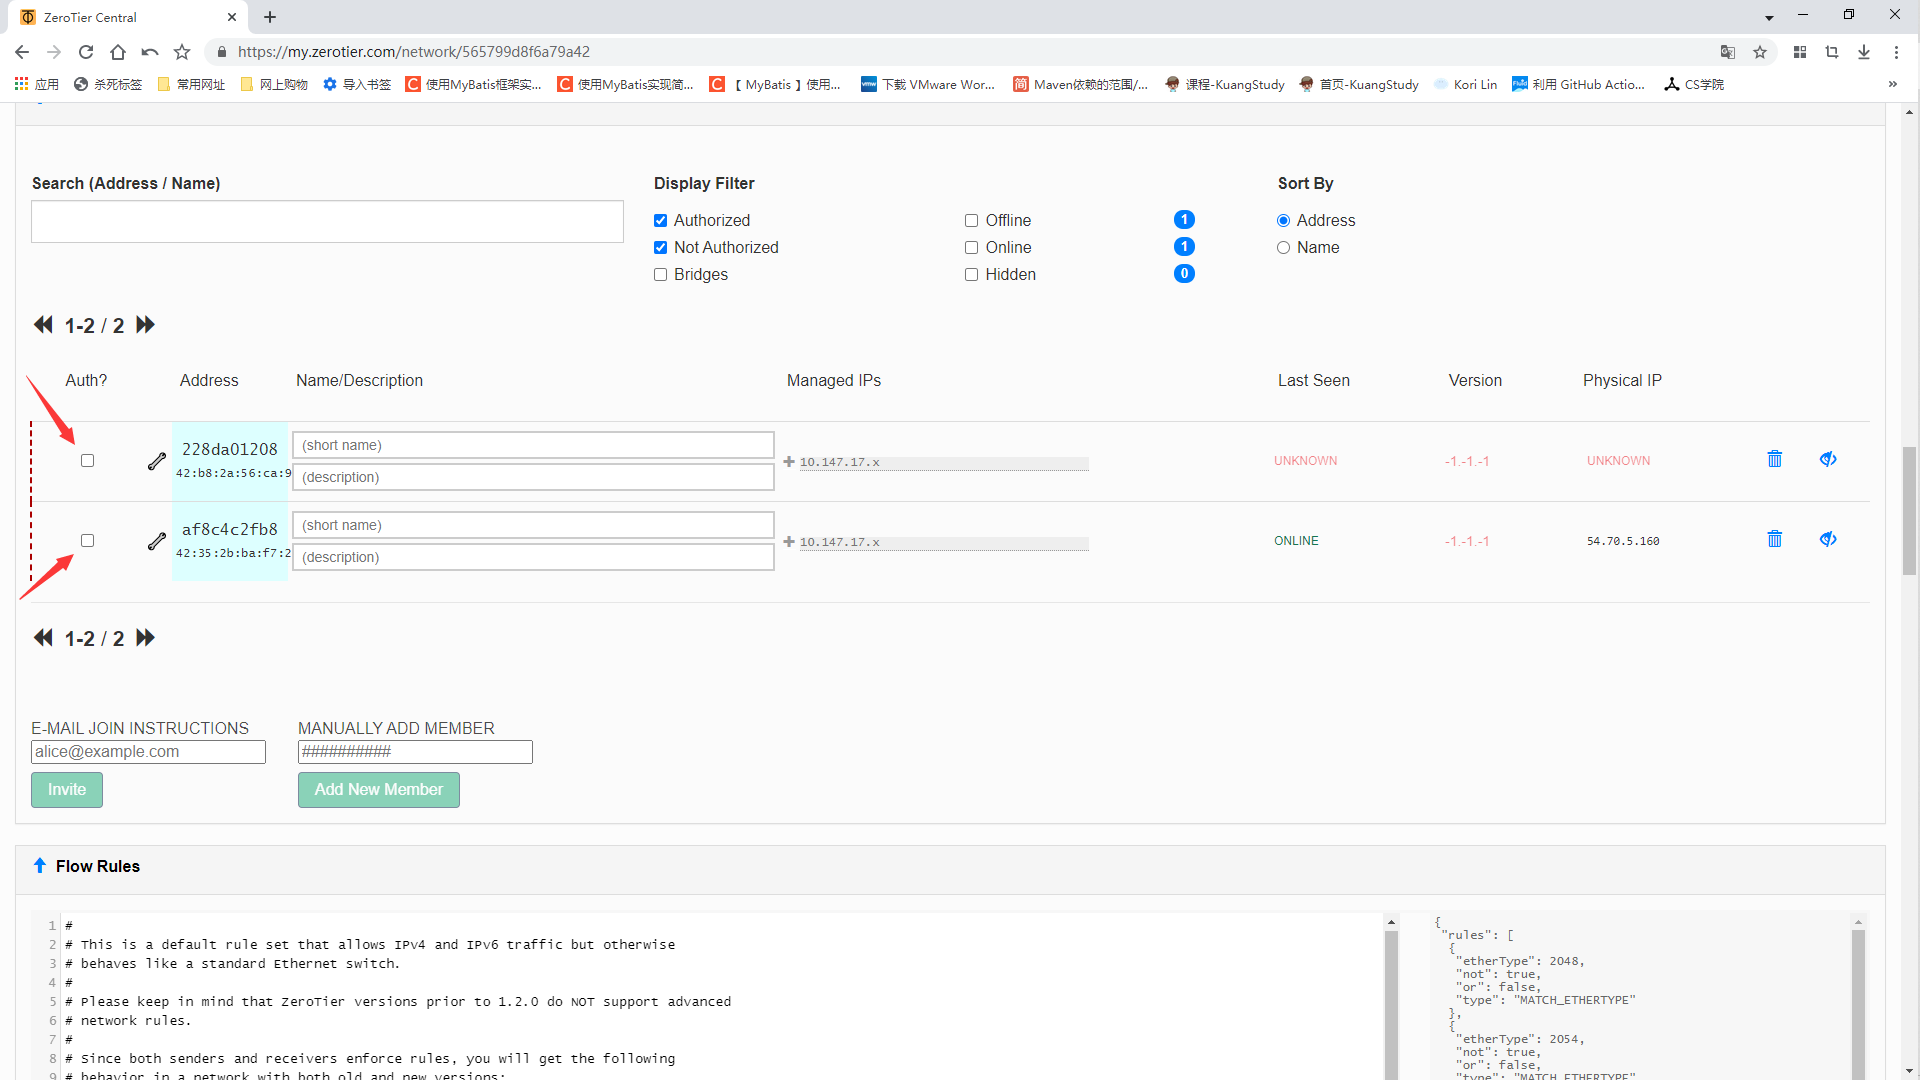 ZeroTier Central
https://my.zerotier.com/network/565799d8f6a79a42
应用 杀死标签 常用网址 网上购物 导入书签 使用MyBatis框架实... 使用MyBatis实现简... 【 MyBatis 】使用... 下载 VMware Wor... Maven依赖的范围/... 课程-KuangStudy 首页-KuangStudy Kori Lin 利用 GitHub Actio... CS学院 »
Search (Address / Name) Display Filter Sort By
Authorized Offline 1 Address
Not Authorized Online 1 Name
Bridges Hidden 0
1-2 / 2
Auth? Address Name/Description Managed IPs Last Seen Version Physical IP
228da01208 (short name)
42:b8:2a:56:ca:9 (description) 10.147.17.x UNKNOWN -1.-1.-1 UNKNOWN
af8c4c2fb8 (short name)
42:35:2b:ba:f7:2 (description) 10.147.17.x ONLINE -1.-1.-1 54.70.5.160
1-2 / 2
E-MAIL JOIN INSTRUCTIONS MANUALLY ADD MEMBER
alice@example.com ##########
Invite Add New Member
Flow Rules
1 #
2 # This is a default rule set that allows IPv4 and IPv6 traffic but otherwise
3 # behaves like a standard Ethernet switch.
4 #
5 # Please keep in mind that ZeroTier versions prior to 1.2.0 do NOT support advanced
6 # network rules.
7 #
8 # Since both senders and receivers enforce rules, you will get the following
9 # behavior in a network with both old and new versions:
{
"rules": [
{
"etherType": 2048,
"not": true,
"or": false,
"type": "MATCH_ETHERTYPE"
},
{
"etherType": 2054,
"not": true,
"or": false,
"type": "MATCH_ETHERTYPE"